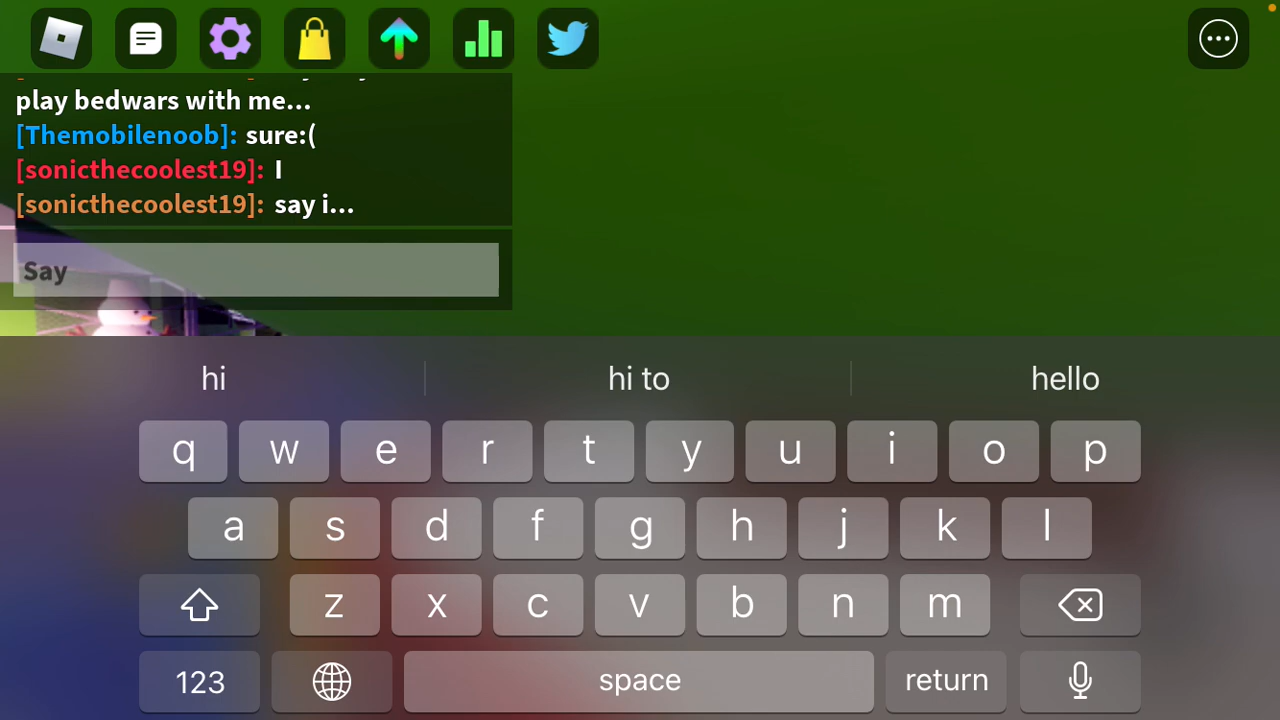 play bedwars with me...
[Themobilenoob]: sure:(
[sonicthecoolest19]: I
[sonicthecoolest19]: say i...
Say
hi hi to hello
q w e r t y u i o p
a s d f g h j k l
z x c v b n m
123 space return